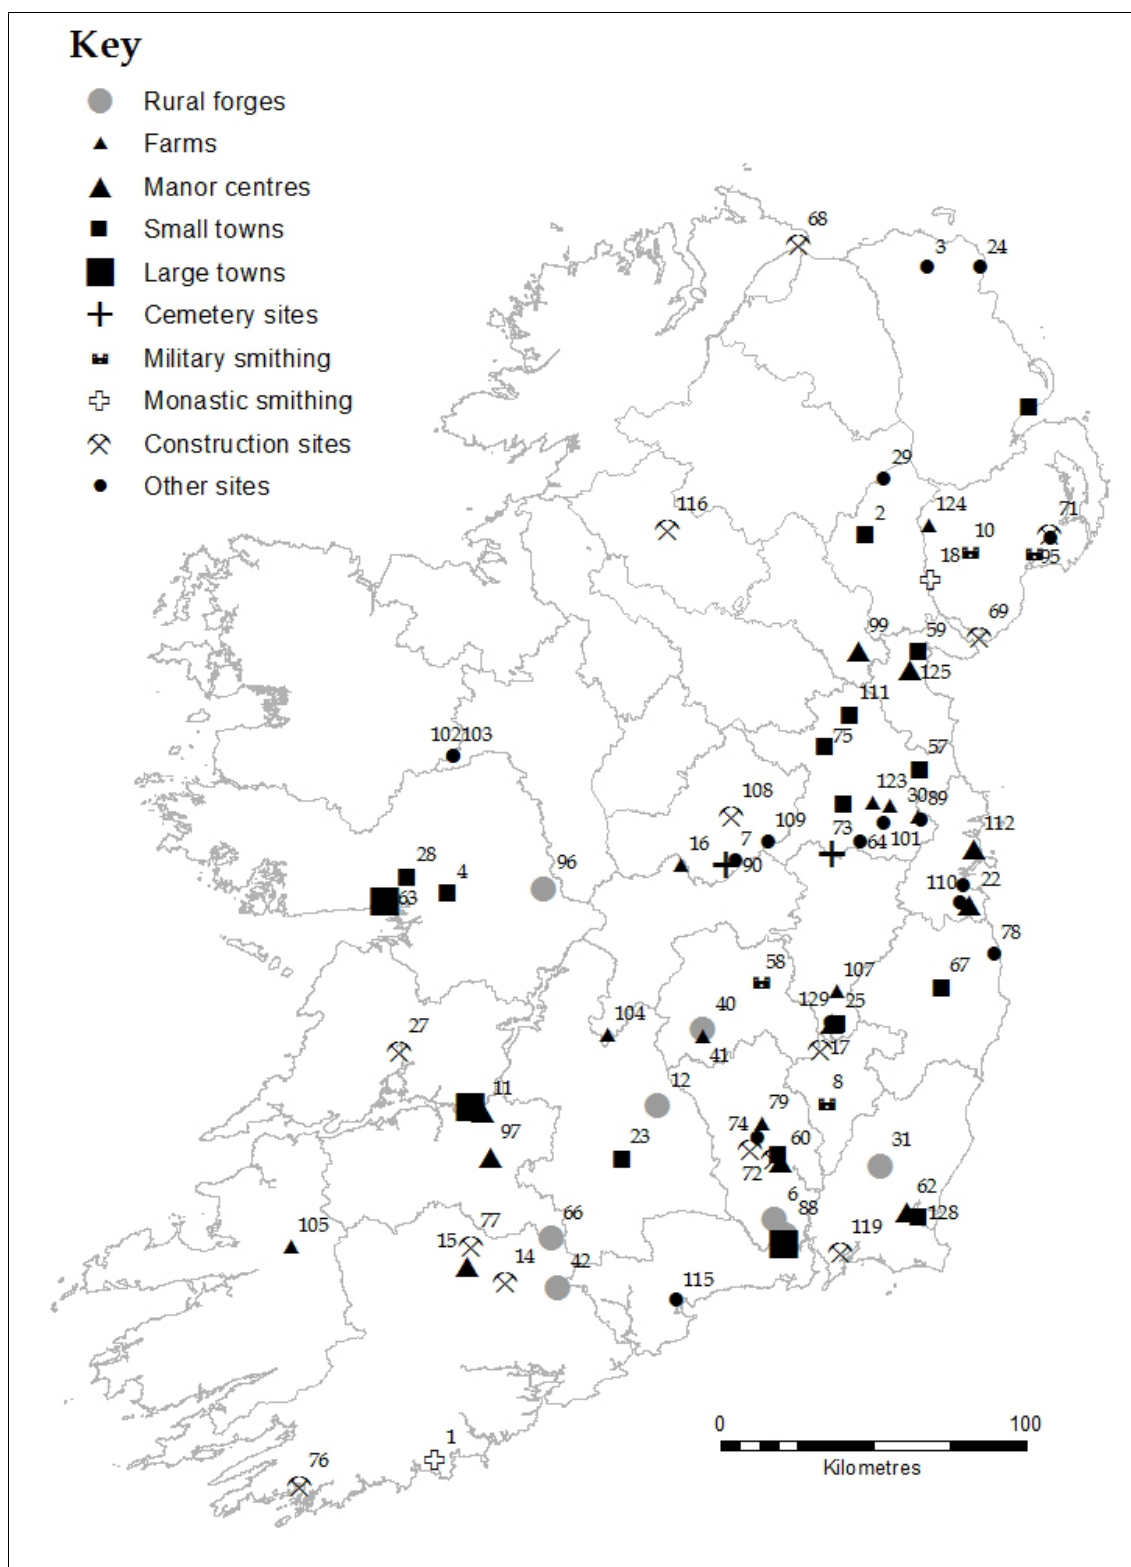 Key
Rural forges
Farms
Manor centres
Small towns
Large towns
Cemetery sites
Military smithing
Monastic smithing
Construction sites
Other sites
68
3 24
29
116
2 124 10 71
18 95
69
99 59
125
111
75
102 103
57
123
108 30 89
109 73 64 101 112
16 7
90
28 4 96
63
110 22
78
58 67
107
129 25
104 40
41 17
27
12 8
11
79
97 23 74 60 31
72
62
6 88 128
66
105 77 119
15
14 42
115
1
76
0 100
Kilometres